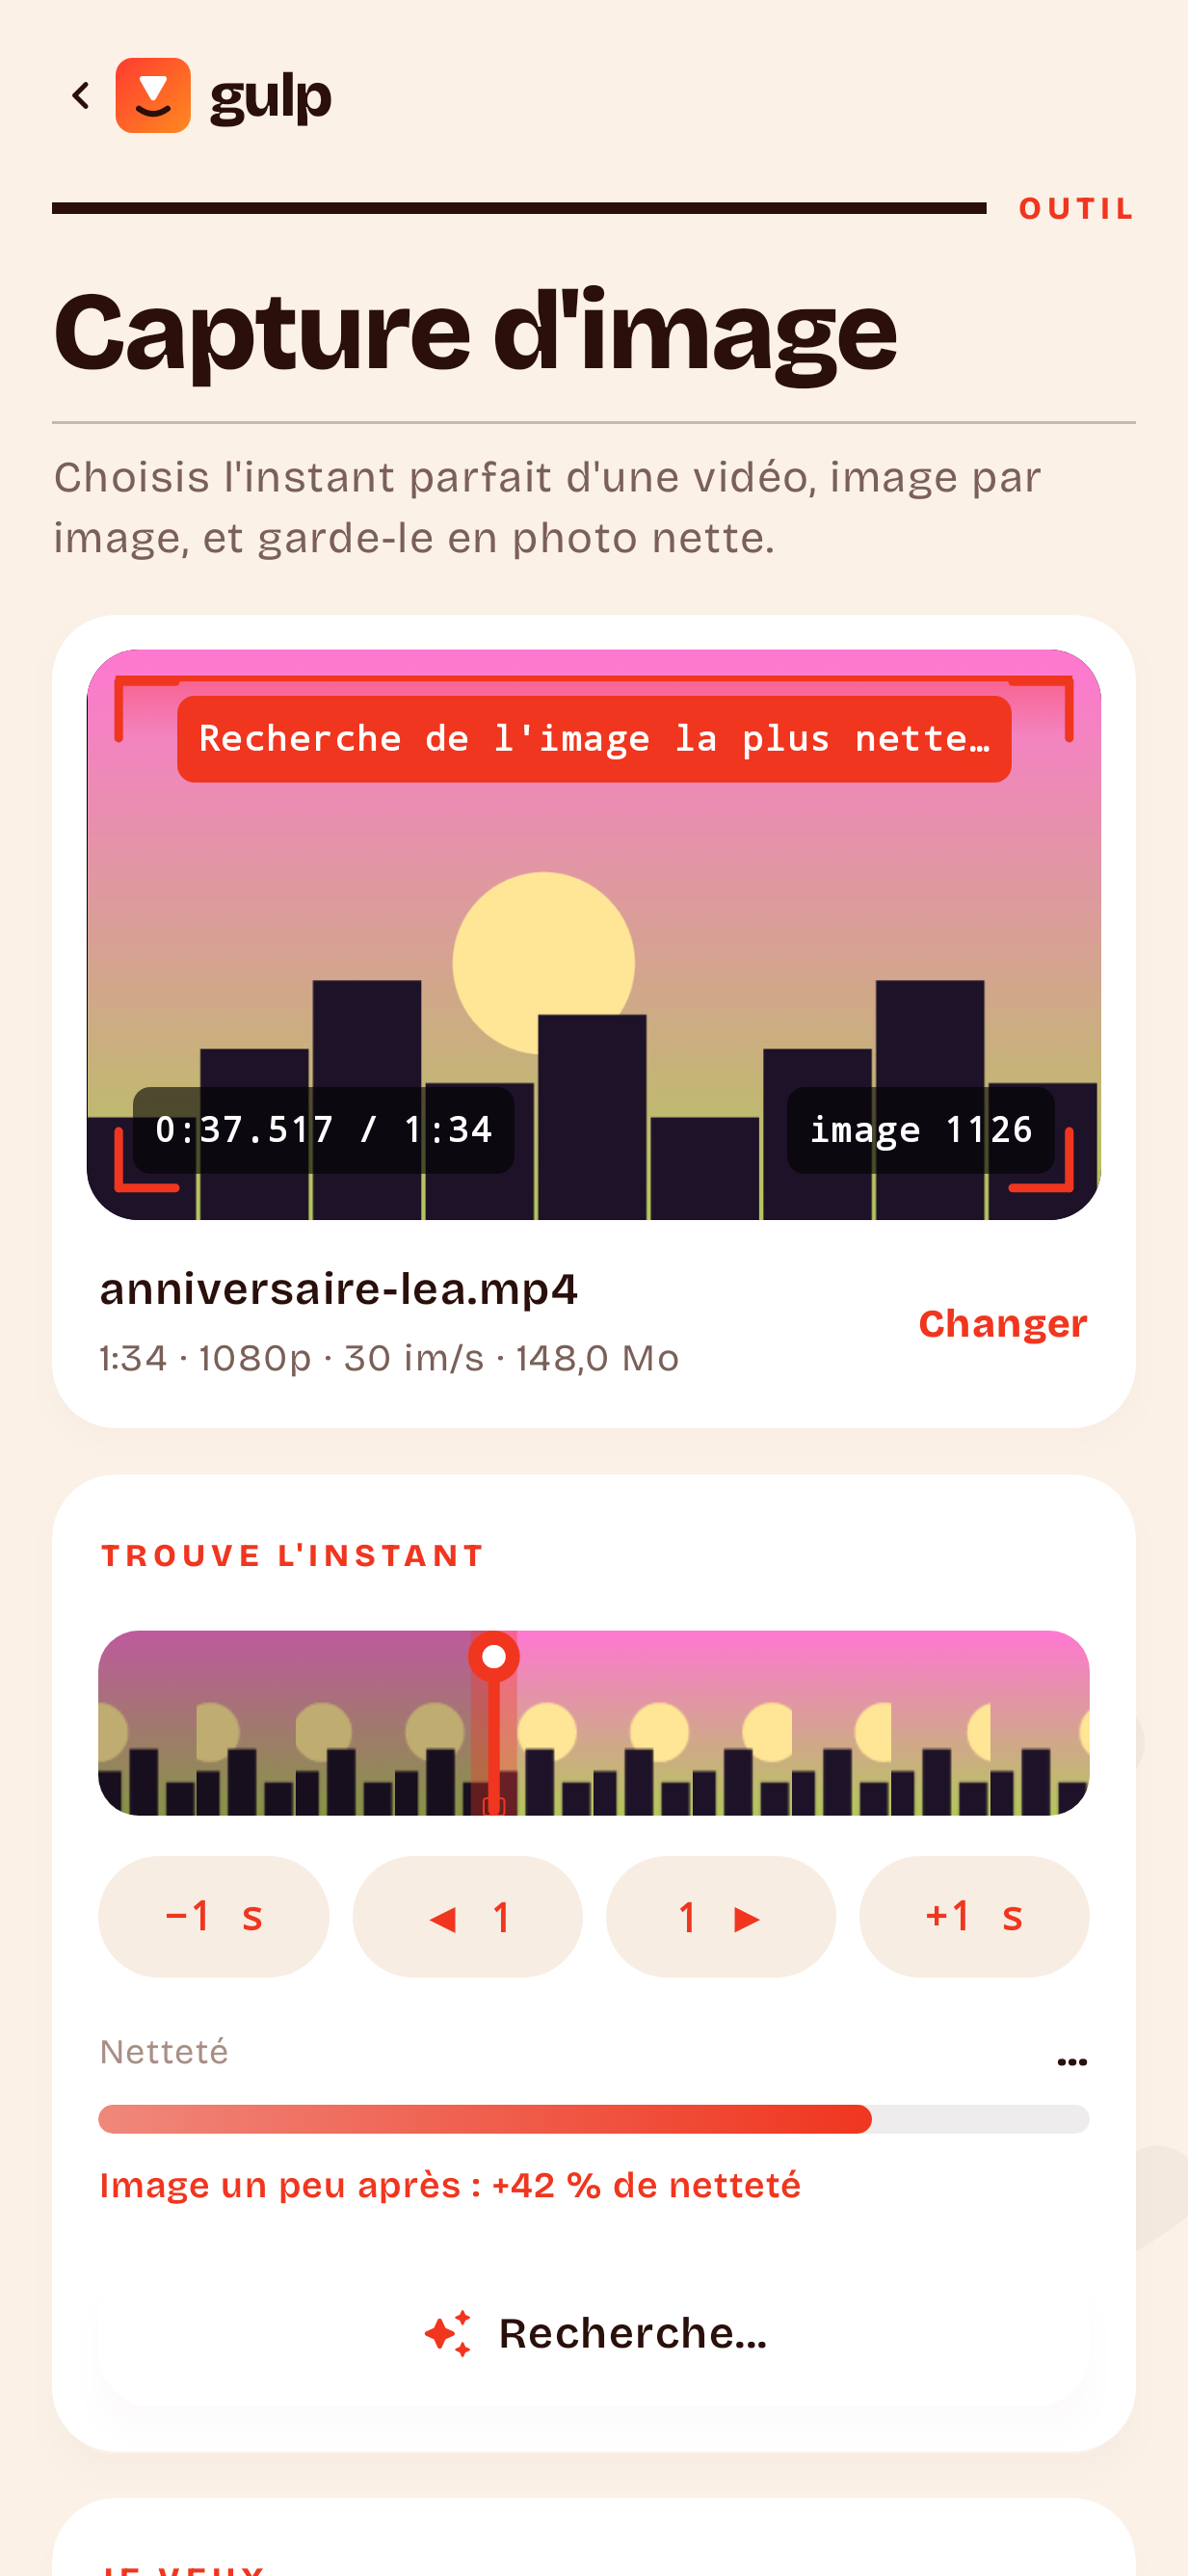 gulp
OUTIL
Capture d'image
Choisis l'instant parfait d'une vidéo, image par
image, et garde-le en photo nette.
Recherche de l'image la plus nette…
0:37.517 / 1:34
image 1126
anniversaire-lea.mp4
Changer
1:34 · 1080p · 30 im/s · 148,0 Mo
TROUVE L'INSTANT
−1 s
◀ 1
1 ▶
+1 s
Netteté
…
Image un peu après : +42 % de netteté
Recherche…
JE VEUX